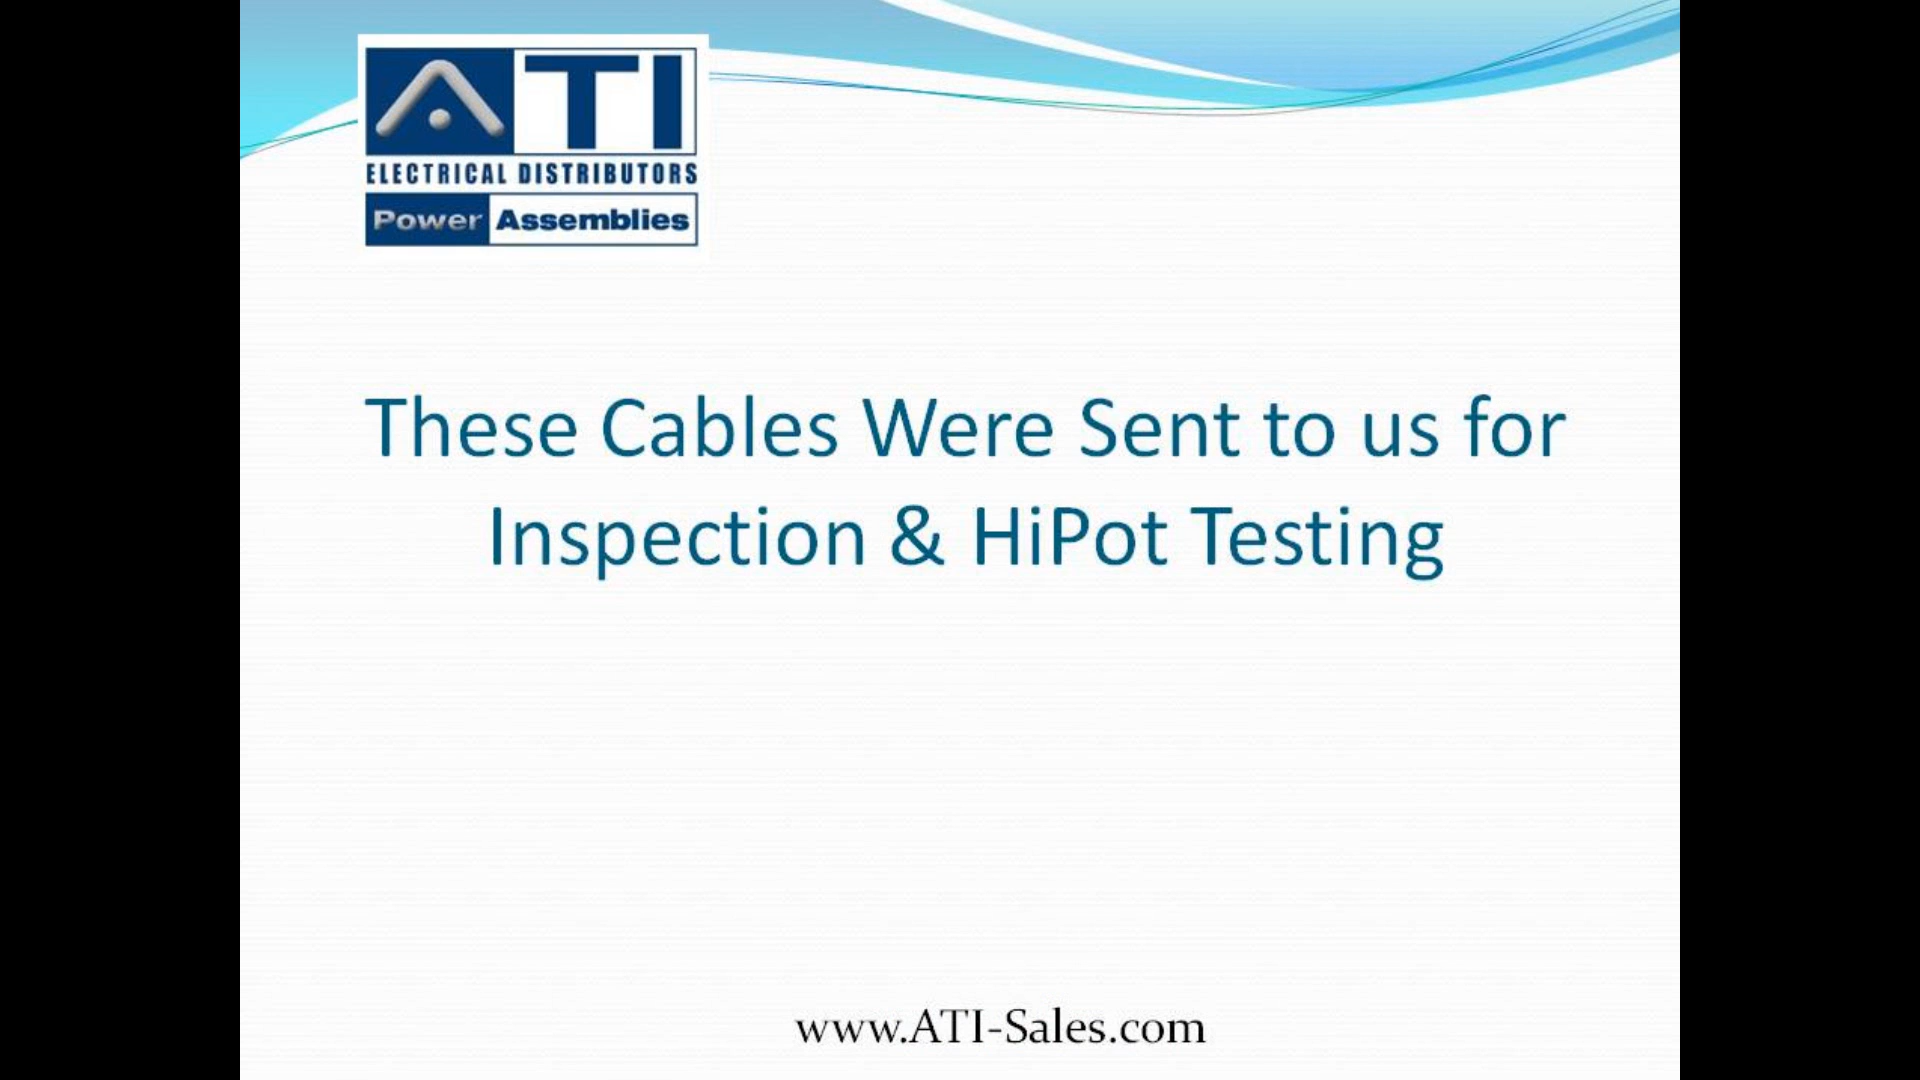 ATI
ELECTRICAL DISTRIBUTORS
Power Assemblies
These Cables Were Sent to us for
Inspection & HiPot Testing
www.ATI-Sales.com